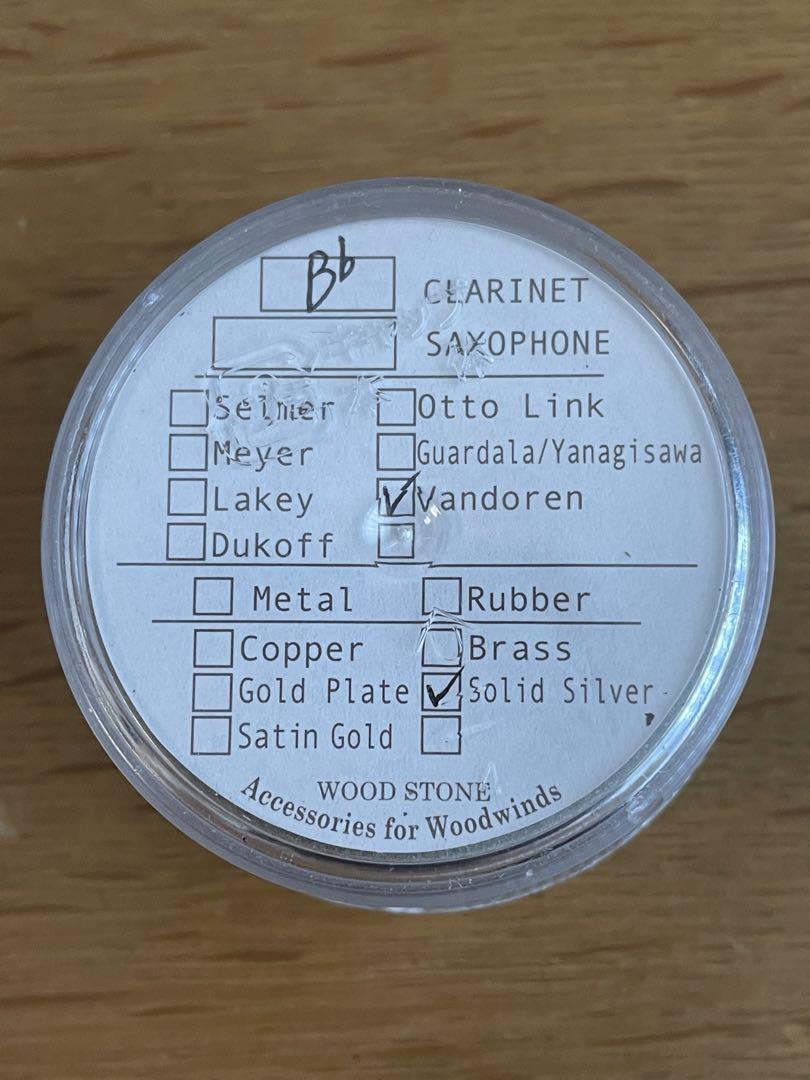 Bb CLARINET
SAXOPHONE
Selmer Otto Link
Meyer Guardala/Yanagisawa
Lakey Vandoren
Dukoff
Metal Rubber
Copper Brass
Gold Plate Solid Silver
Satin Gold
WOOD STONE
Accessories for Woodwinds